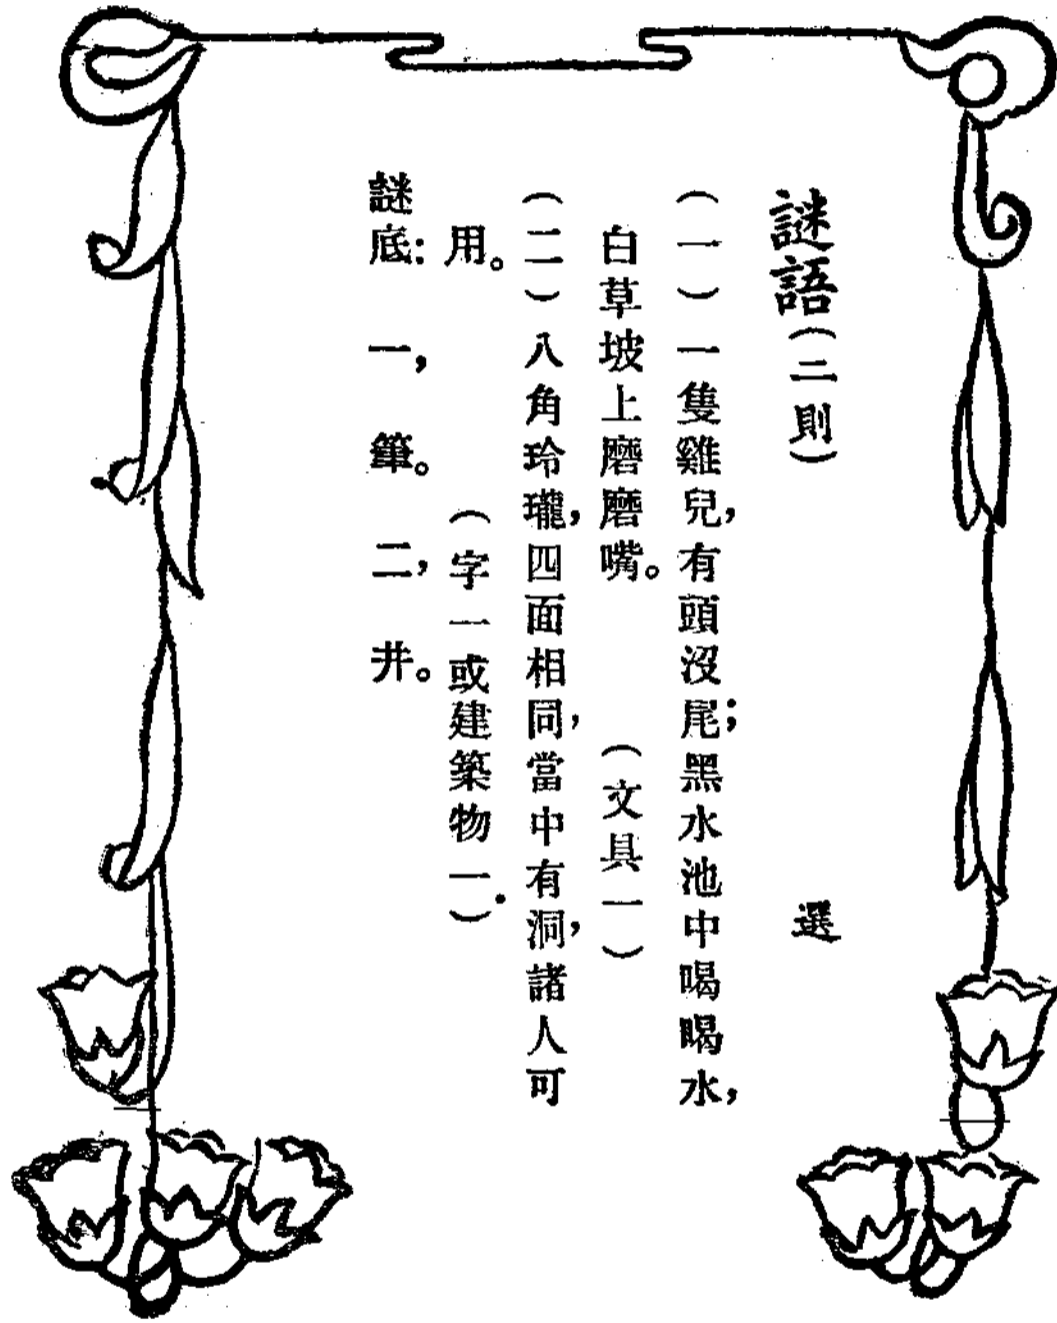 謎語(二則) 選
(一)一隻雞兒,有頭沒尾;黑水池中喝喝水,
白草坡上磨磨嘴。 (文具一)
(二)八角玲瓏,四面相同,當中有洞,諸人可
用。 (字一或建築物一)
謎底: 一,筆。 二,井。